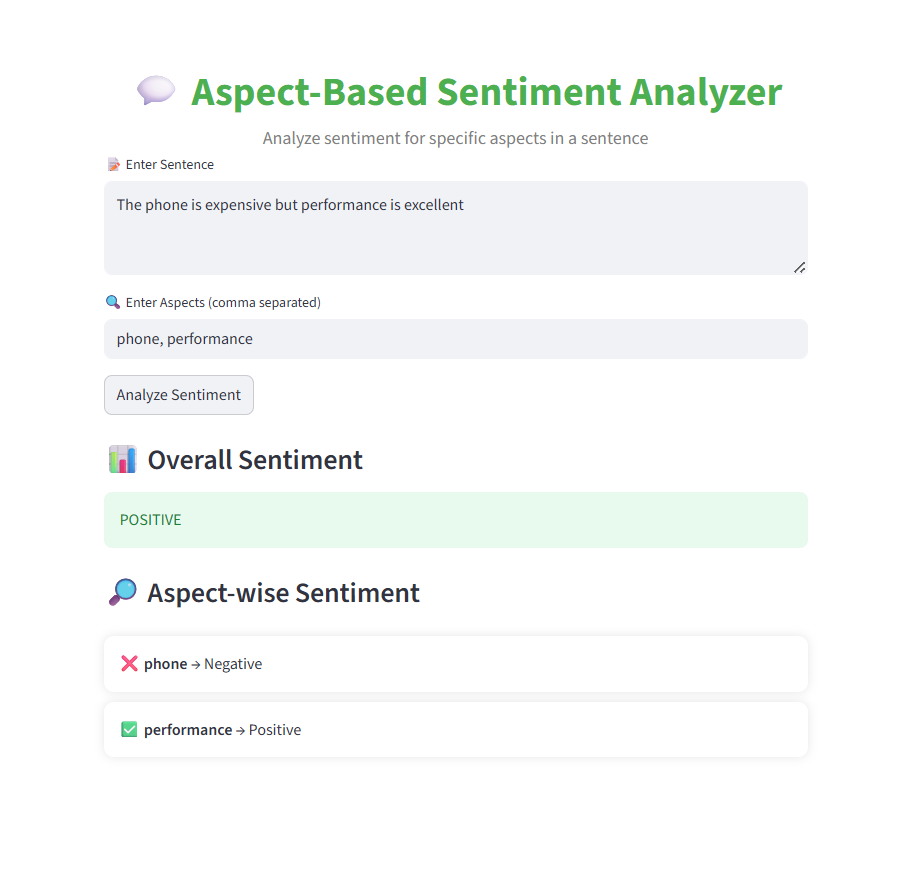 Aspect-Based Sentiment Analyzer
Analyze sentiment for specific aspects in a sentence
Enter Sentence
The phone is expensive but performance is excellent
Enter Aspects (comma separated)
phone, performance
Analyze Sentiment
Overall Sentiment
POSITIVE
Aspect-wise Sentiment
phone → Negative
performance → Positive